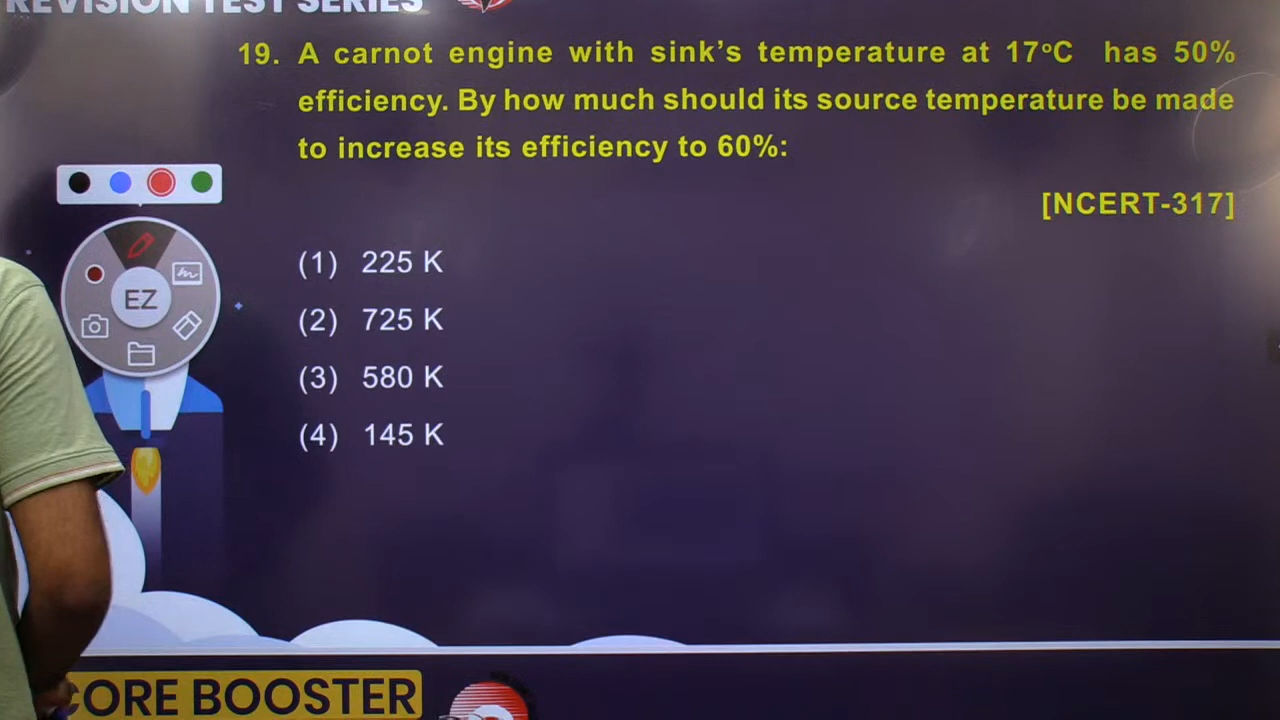 REVISION TEST SERIES
19. A carnot engine with sink's temperature at 17°C has 50%
efficiency. By how much should its source temperature be made
to increase its efficiency to 60%:
[NCERT-317]
(1) 225 K
(2) 725 K
(3) 580 K
(4) 145 K
EZ
CORE BOOSTER